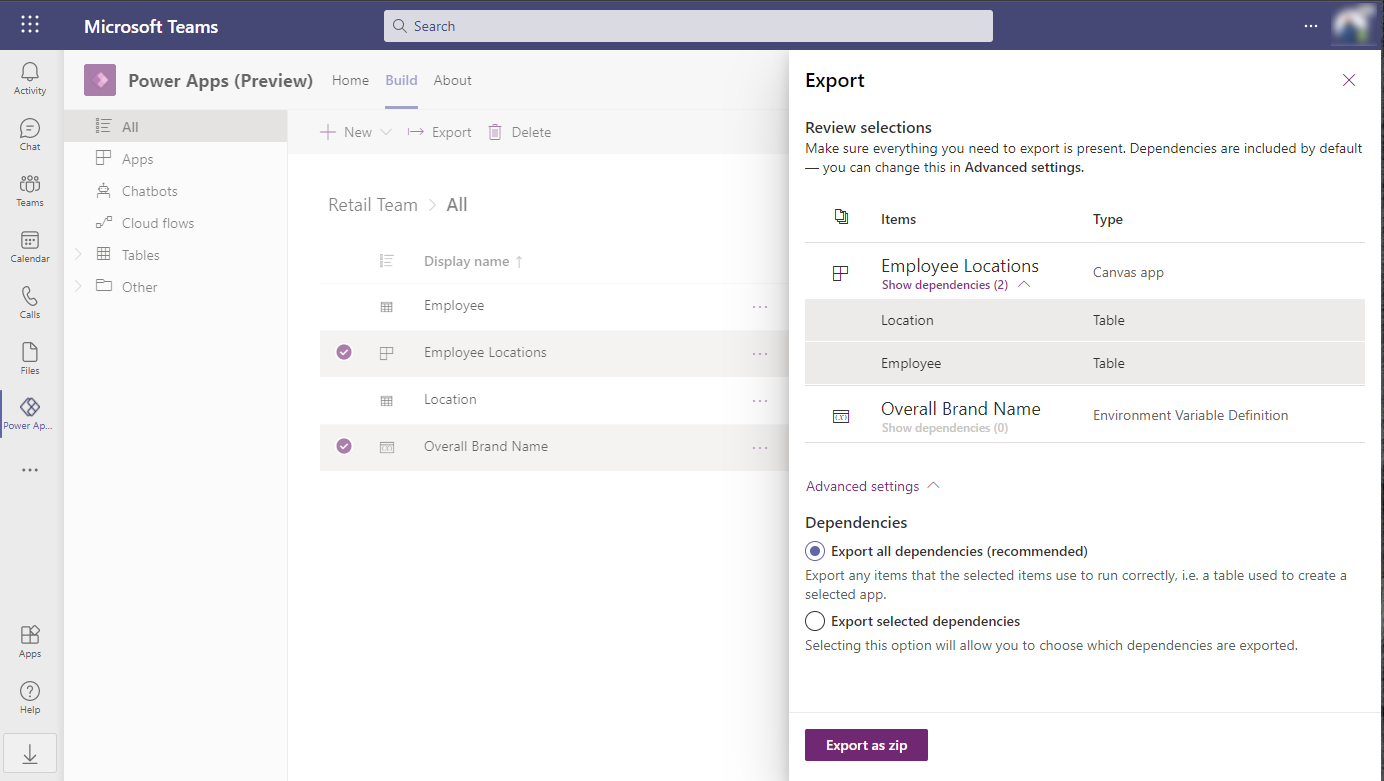 Microsoft Teams
Search
Activity
Chat
Teams
Calendar
Calls
Files
Power Ap...
Apps
Help
Power Apps (Preview)
Home
Build
About
All
Apps
Chatbots
Cloud flows
Tables
Other
New
Export
Delete
Retail Team > All
Display name ↑
Employee
Employee Locations
Location
Overall Brand Name
Export
Review selections
Make sure everything you need to export is present. Dependencies are included by default
— you can change this in Advanced settings.
Items Type
Employee Locations Canvas app
Show dependencies (2)
Location Table
Employee Table
Overall Brand Name Environment Variable Definition
Show dependencies (0)
Advanced settings
Dependencies
Export all dependencies (recommended)
Export any items that the selected items use to run correctly, i.e. a table used to create a
selected app.
Export selected dependencies
Selecting this option will allow you to choose which dependencies are exported.
Export as zip